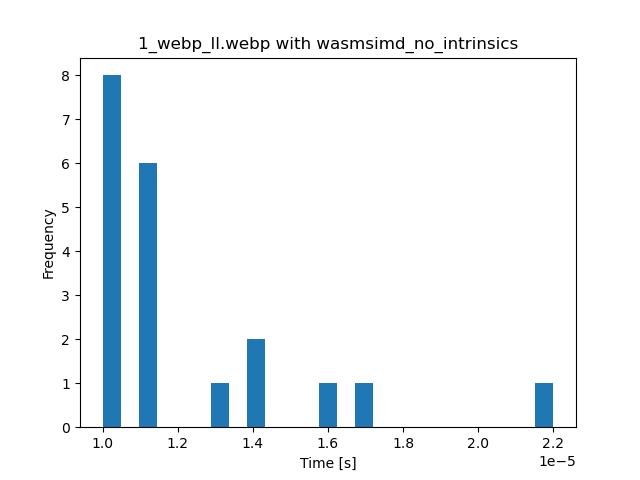 1_webp_ll.webp with wasmsimd_no_intrinsics
8
7
6
5
4
3
2
1
0
Frequency
1.0 1.2 1.4 1.6 1.8 2.0 2.2
1e−5
Time [s]